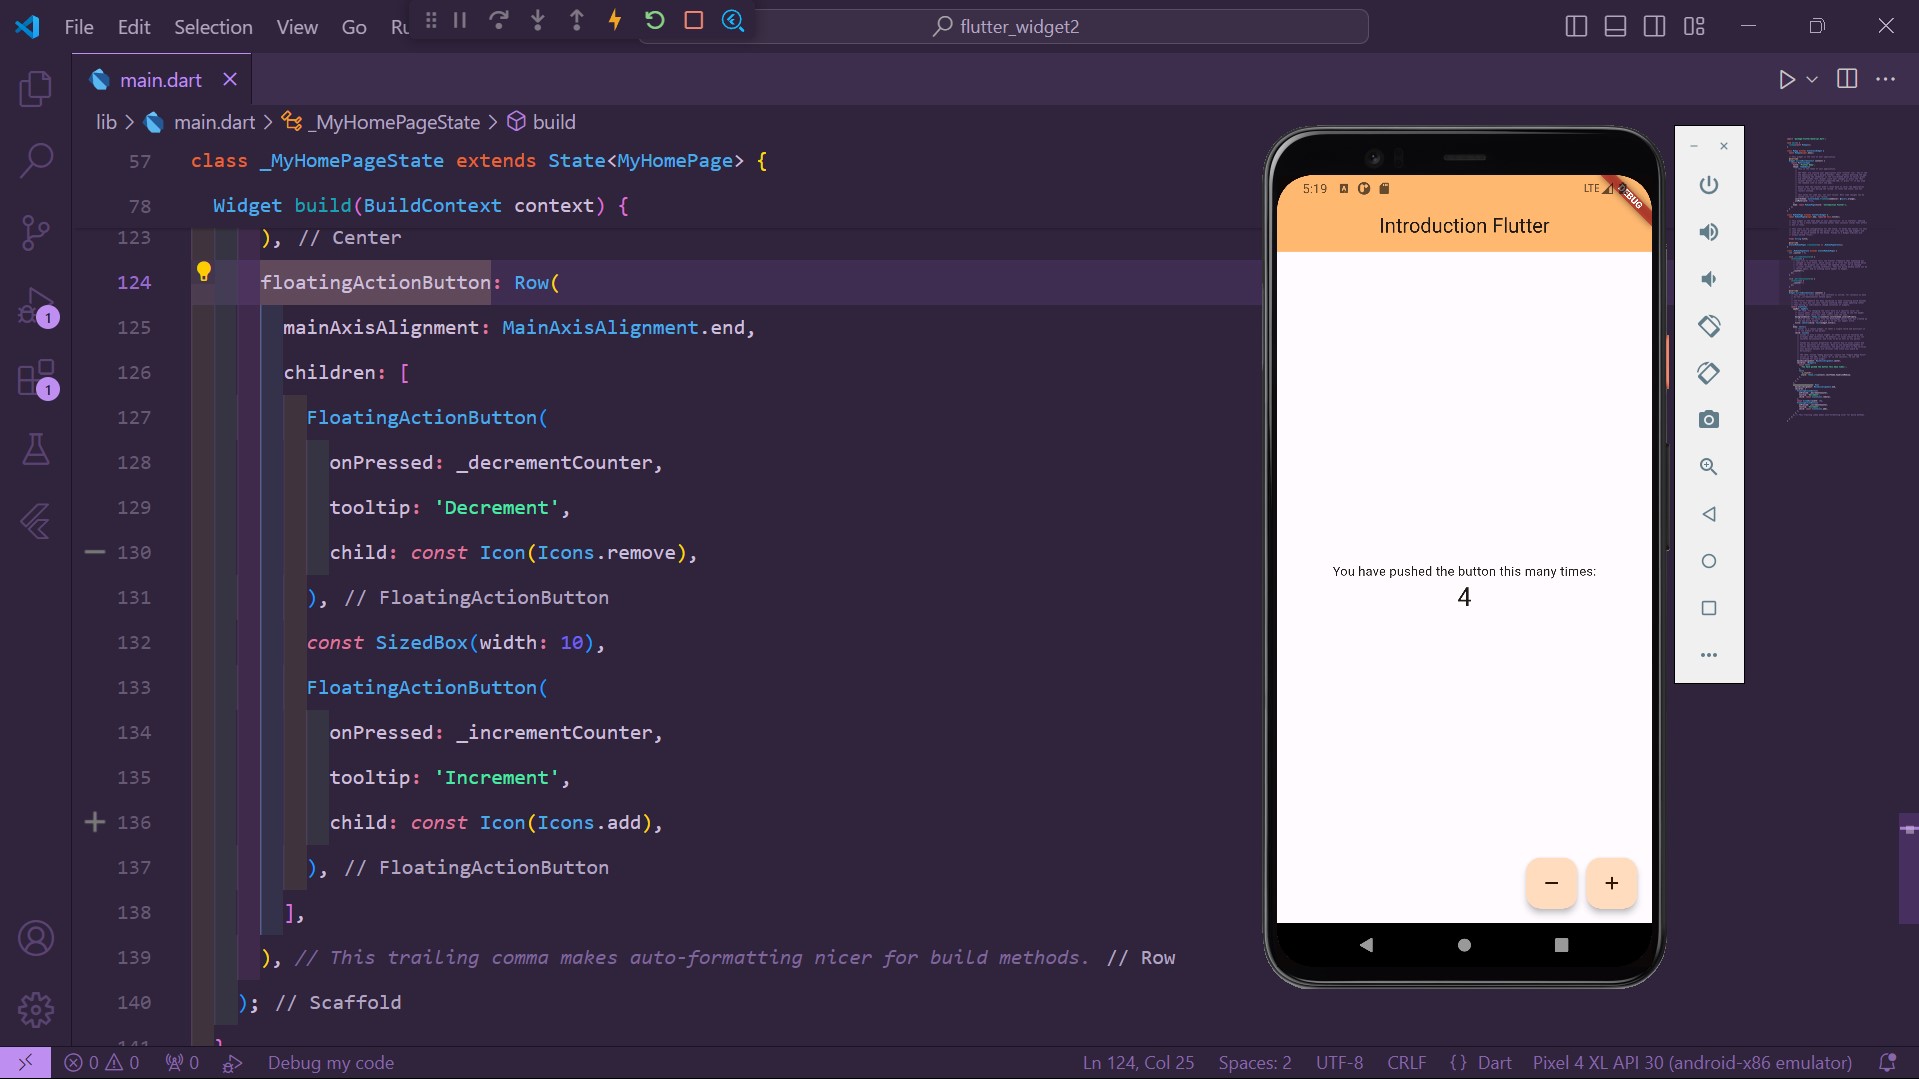 File Edit Selection View Go Ru
flutter_widget2
main.dart
lib > main.dart > _MyHomePageState > build
57 class _MyHomePageState extends State<MyHomePage> {
78 Widget build(BuildContext context) {
123 ), // Center
124 floatingActionButton: Row(
125 mainAxisAlignment: MainAxisAlignment.end,
126 children: [
127 FloatingActionButton(
128 onPressed: _decrementCounter,
129 tooltip: 'Decrement',
130 child: const Icon(Icons.remove),
131 ), // FloatingActionButton
132 const SizedBox(width: 10),
133 FloatingActionButton(
134 onPressed: _incrementCounter,
135 tooltip: 'Increment',
136 child: const Icon(Icons.add),
137 ), // FloatingActionButton
138 ],
139 ), // This trailing comma makes auto-formatting nicer for build methods. // Row
140 ); // Scaffold
141 }
1
1
5:19
LTE
Introduction Flutter
You have pushed the button this many times:
4
− +
0 0 0 Debug my code
Ln 124, Col 25 Spaces: 2 UTF-8 CRLF {} Dart Pixel 4 XL API 30 (android-x86 emulator)